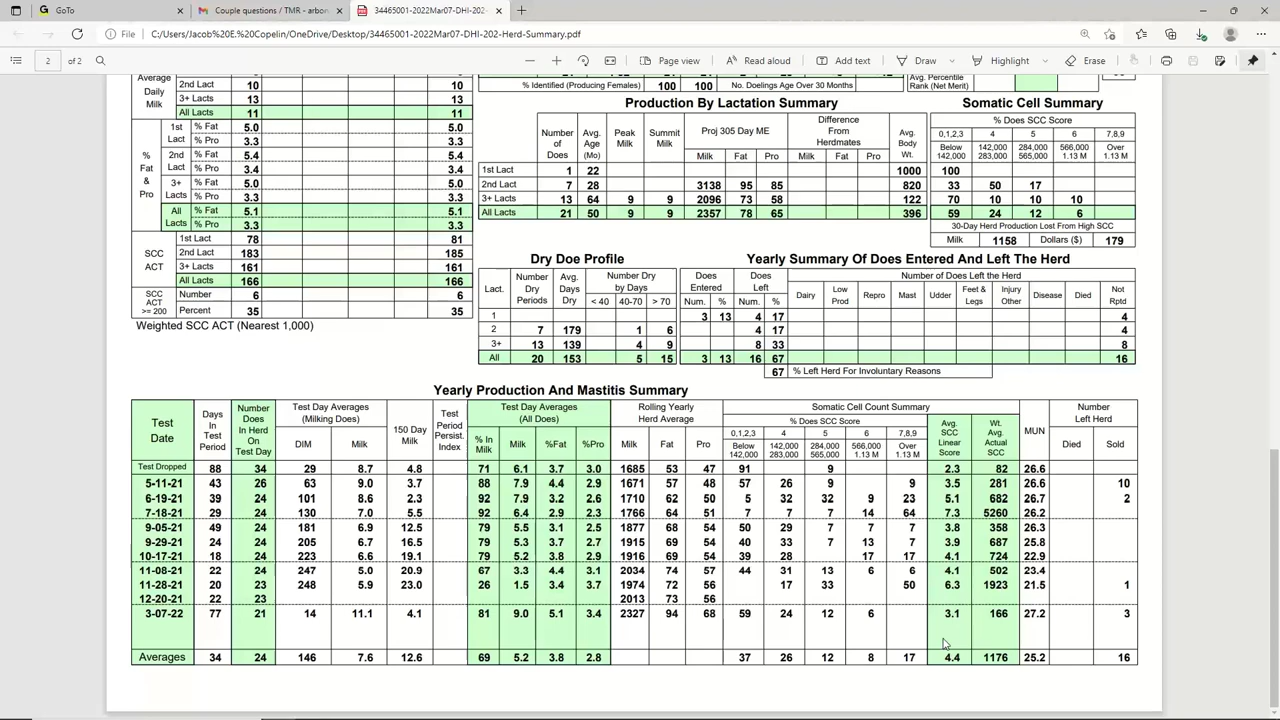 GoTo
Couple questions / TMR - arbor
34465001-2022Mar07-DHI-202-
File C:/Users/Jacob%20E.%20Copelin/OneDrive/Desktop/34465001-2022Mar07-DHI-202-Herd-Summary.pdf
2 of 2 Page view Read aloud Add text Draw Highlight Erase
Average Daily Milk
2nd Lact 10 10
3+ Lacts 13 13
All Lacts 11 11
% Fat & Pro
1st Lact % Fat 5.0 5.0
% Pro 3.3 3.3
2nd Lact % Fat 5.4 5.4
% Pro 3.4 3.4
3+ Lacts % Fat 5.0 5.0
% Pro 3.3 3.3
All Lacts % Fat 5.1 5.1
% Pro 3.3 3.3
SCC ACT
1st Lact 78 81
2nd Lact 183 185
3+ Lacts 161 161
All Lacts 166 166
SCC ACT >= 200 Number 6 6
Percent 35 35
Weighted SCC ACT (Nearest 1,000)
% Identified (Producing Females) 100 100 No. Doelings Age Over 30 Months
Avg. Percentile Rank (Net Merit)
Production By Lactation Summary
Number of Does Avg. Age (Mo) Peak Milk Summit Milk Proj 305 Day ME Difference From Herdmates Avg. Body Wt.
Milk Fat Pro Milk Fat Pro
1st Lact 1 22 1000
2nd Lact 7 28 3138 95 85 820
3+ Lacts 13 64 9 9 2096 73 58 122
All Lacts 21 50 9 9 2357 78 65 396
Somatic Cell Summary
% Does SCC Score
0,1,2,3 4 5 6 7,8,9
Below 142,000 142,000 283,000 284,000 565,000 566,000 1.13 M Over 1.13 M
100
33 50 17
70 10 10 10
59 24 12 6
30-Day Herd Production Lost From High SCC
Milk 1158 Dollars ($) 179
Dry Doe Profile
Lact. Number Dry Periods Avg. Days Dry Number Dry by Days
< 40 40-70 > 70
1
2 7 179 1 6
3+ 13 139 4 9
All 20 153 5 15
Yearly Summary Of Does Entered And Left The Herd
Does Entered Does Left Number of Does Left the Herd
Num. % Num. % Dairy Low Prod Repro Mast Udder Feet & Legs Injury Other Disease Died Not Rptd
3 13 4 17 4
4 17 4
8 33 8
3 13 16 67 16
67 % Left Herd For Involuntary Reasons
Yearly Production And Mastitis Summary
Test Date Days In Test Period Number Does In Herd On Test Day Test Day Averages (Milking Does) 150 Day Milk Test Period Persist. Index Test Day Averages (All Does) Rolling Yearly Herd Average Somatic Cell Count Summary MUN Number Left Herd
% Does SCC Score Avg. SCC Linear Score Wt. Avg. Actual SCC
DIM Milk % In Milk Milk %Fat %Pro Milk Fat Pro 0,1,2,3 4 5 6 7,8,9 Died Sold
Below 142,000 142,000 283,000 284,000 565,000 566,000 1.13 M Over 1.13 M
Test Dropped 88 34 29 8.7 4.8 71 6.1 3.7 3.0 1685 53 47 91 9 2.3 82 26.6
5-11-21 43 26 63 9.0 3.7 88 7.9 4.4 2.9 1671 57 48 57 26 9 9 3.5 281 26.6 10
6-19-21 39 24 101 8.6 2.3 92 7.9 3.2 2.6 1710 62 50 5 32 32 9 23 5.1 682 26.7 2
7-18-21 29 24 130 7.0 5.5 92 6.4 2.9 2.3 1766 64 51 7 7 7 14 64 7.3 5260 26.2
9-05-21 49 24 181 6.9 12.5 79 5.5 3.1 2.5 1877 68 54 50 29 7 7 7 3.8 358 26.3
9-29-21 24 24 205 6.7 16.5 79 5.3 3.7 2.7 1915 69 54 40 33 7 13 7 3.9 687 25.8
10-17-21 18 24 223 6.6 19.1 79 5.2 3.8 2.9 1916 69 54 39 28 17 17 4.1 724 22.9
11-08-21 22 24 247 5.0 20.9 67 3.3 4.4 3.1 2034 74 57 44 31 13 6 6 4.1 502 23.4
11-28-21 20 23 248 5.9 23.0 26 1.5 3.4 3.7 1974 72 56 17 33 50 6.3 1923 21.5 1
12-20-21 22 23 2013 73 56
3-07-22 77 21 14 11.1 4.1 81 9.0 5.1 3.4 2327 94 68 59 24 12 6 3.1 166 27.2 3
Averages 34 24 146 7.6 12.6 69 5.2 3.8 2.8 37 26 12 8 17 4.4 1176 25.2 16